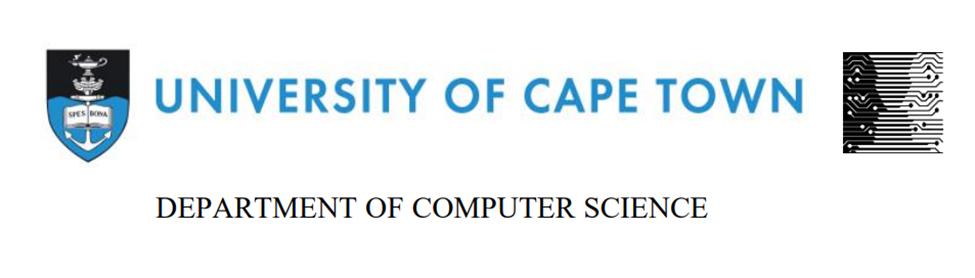 SPES BONA
UNIVERSITY OF CAPE TOWN
DEPARTMENT OF COMPUTER SCIENCE